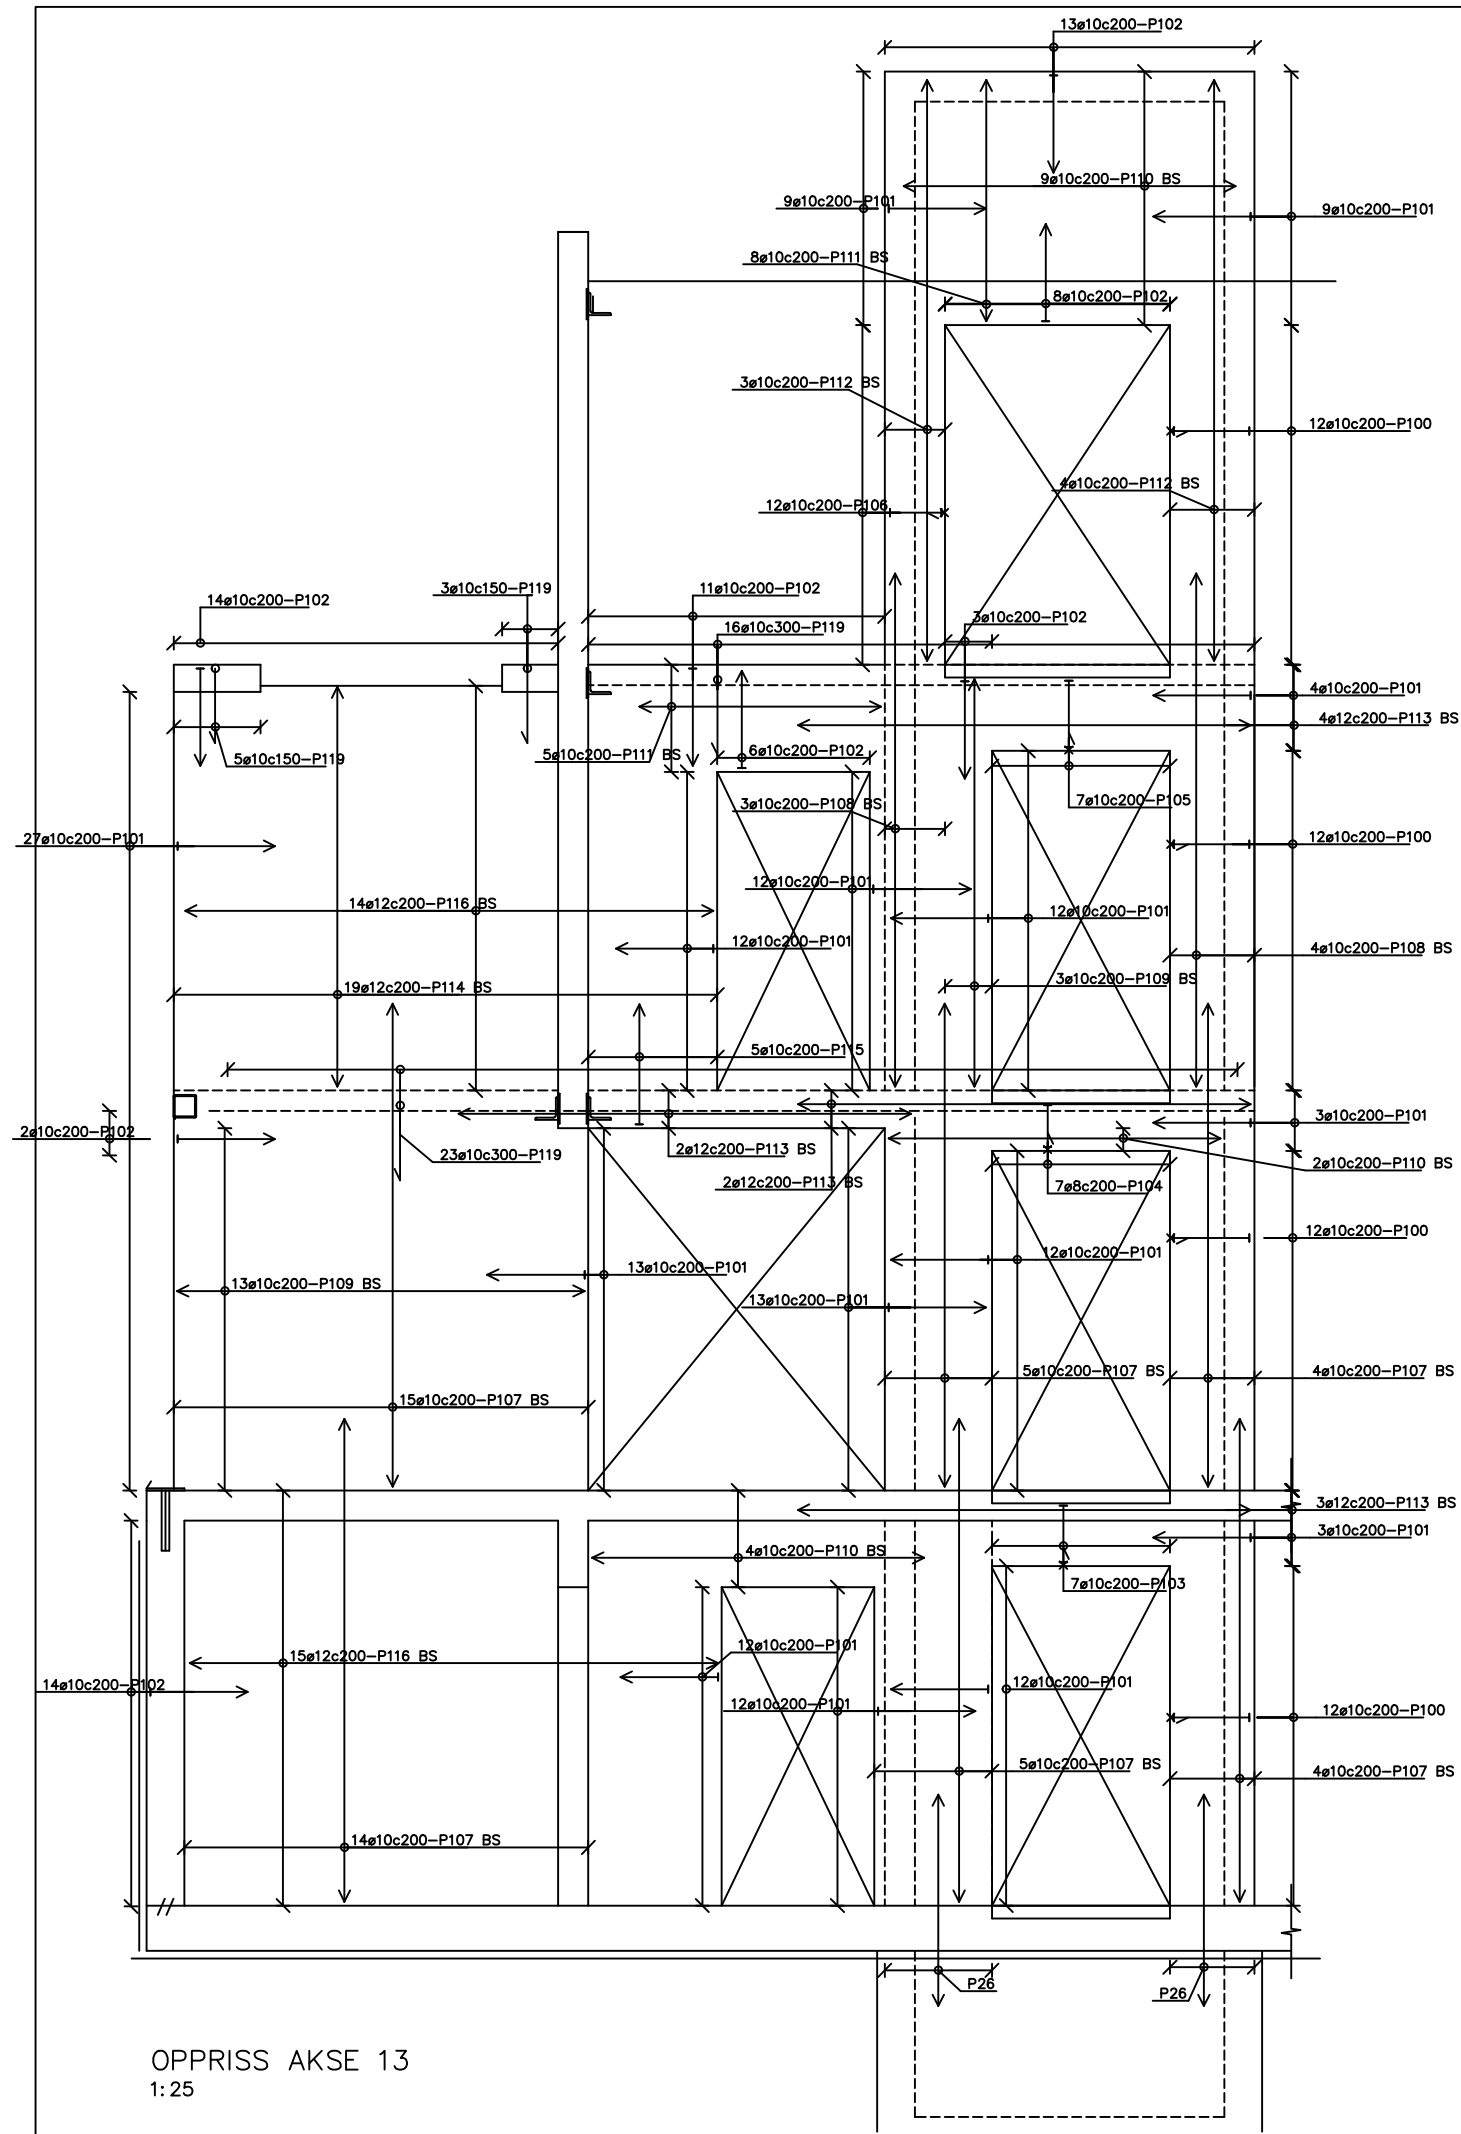 13ø10c200-P102
9ø10c200-P110 BS
9ø10c200-P101
9ø10c200-P101
8ø10c200-P111 BS
8ø10c200-P102
3ø10c200-P112 BS
12ø10c200-P100
4ø10c200-P112 BS
12ø10c200-P106
3ø10c150-P119
11ø10c200-P102
14ø10c200-P102
3ø10c200-P102
16ø10c300-P119
4ø10c200-P101
4ø12c200-P113 BS
5ø10c150-P119
5ø10c200-P111 BS
6ø10c200-P102
3ø10c200-P108 BS
7ø10c200-P105
27ø10c200-P101
12ø10c200-P100
12ø10c200-P101
14ø12c200-P116 BS
12ø10c200-P101
12ø10c200-P101
4ø10c200-P108 BS
19ø12c200-P114 BS
3ø10c200-P109 BS
5ø10c200-P115
3ø10c200-P101
2ø10c200-P102
23ø10c300-P119
2ø12c200-P113 BS
2ø10c200-P110 BS
2ø12c200-P113 BS
7ø8c200-P104
12ø10c200-P100
12ø10c200-P101
13ø10c200-P101
13ø10c200-P109 BS
13ø10c200-P101
5ø10c200-P107 BS
4ø10c200-P107 BS
15ø10c200-P107 BS
3ø12c200-P113 BS
3ø10c200-P101
4ø10c200-P110 BS
7ø10c200-P103
12ø10c200-P101
15ø12c200-P116 BS
14ø10c200-P102
12ø10c200-P101
12ø10c200-P101
12ø10c200-P100
5ø10c200-P107 BS
4ø10c200-P107 BS
14ø10c200-P107 BS
P26
P26
OPPRISS AKSE 13
1:25